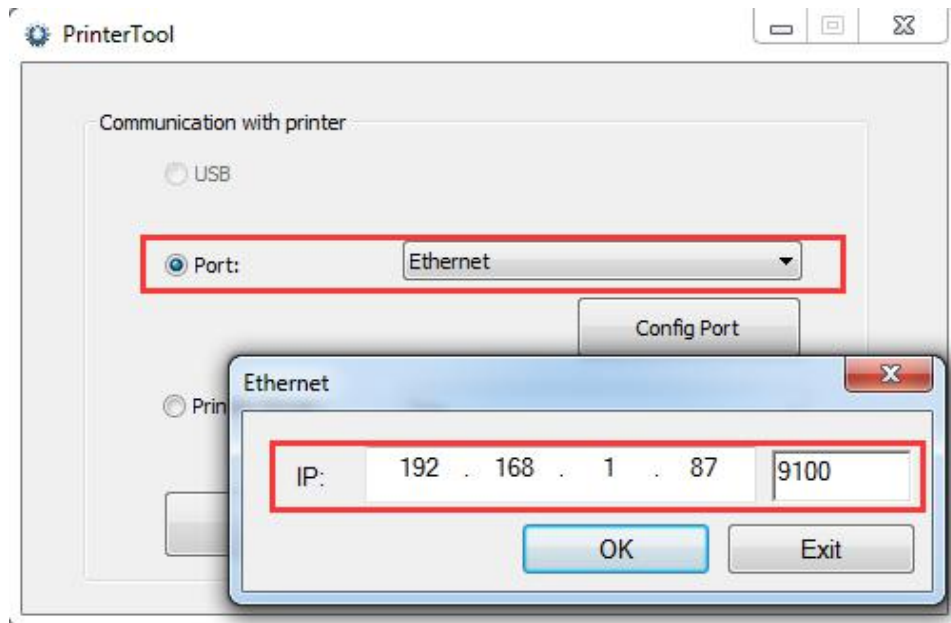 PrinterTool
Communication with printer
USB
Port: Ethernet
Config Port
Ethernet
Prin
IP: 192 . 168 . 1 . 87 9100
OK Exit